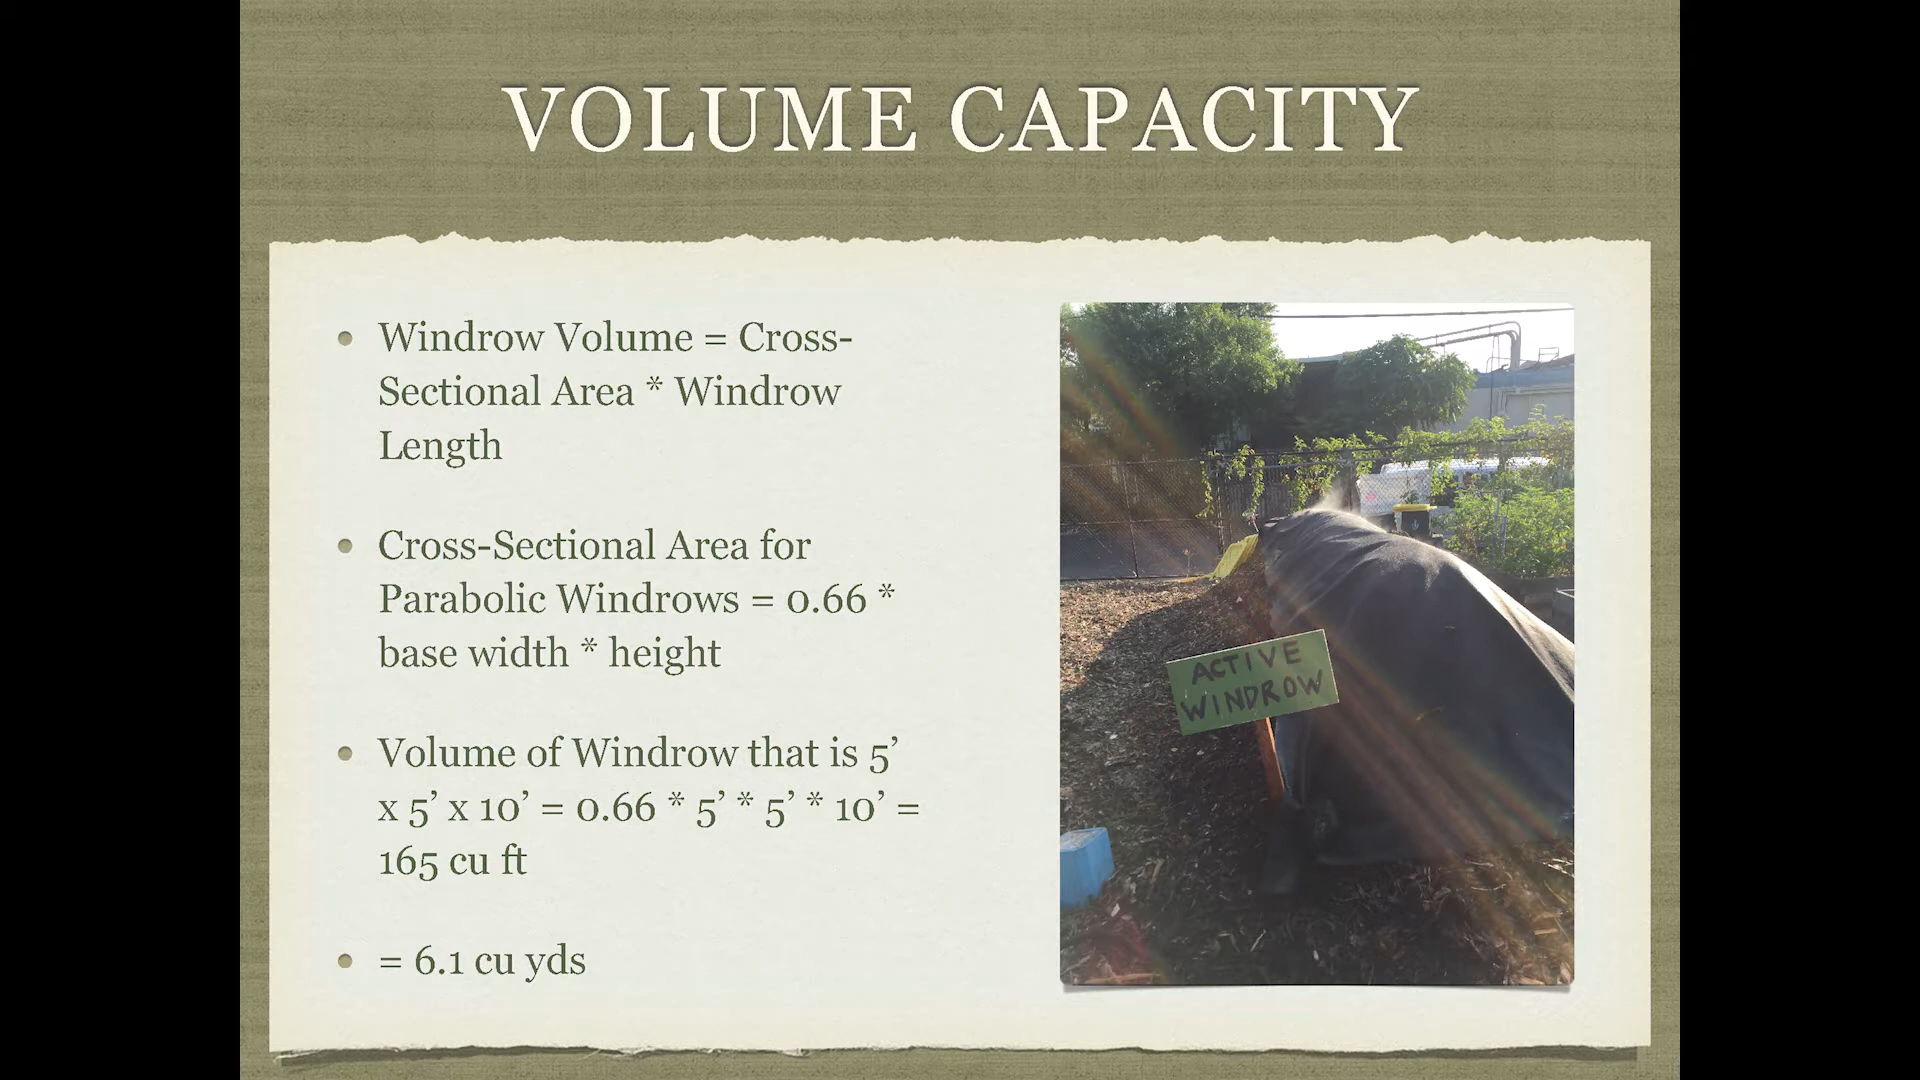 VOLUME CAPACITY
Windrow Volume = Cross-
Sectional Area * Windrow
Length
Cross-Sectional Area for
Parabolic Windrows = 0.66 *
base width * height
Volume of Windrow that is 5’
x 5’ x 10’ = 0.66 * 5’ * 5’ * 10’ =
165 cu ft
= 6.1 cu yds
ACTIVE
WINDROW